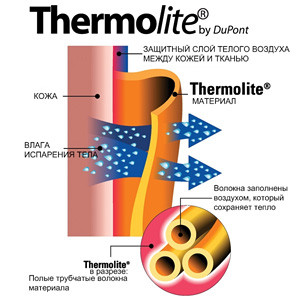 Thermolite®
by DuPont
ЗАЩИТНЫЙ СЛОЙ ТЕЛОГО ВОЗДУХА
МЕЖДУ КОЖЕЙ И ТКАНЬЮ
Thermolite®
МАТЕРИАЛ
КОЖА
ВЛАГА
ИСПАРЕНИЯ ТЕЛА
Волокна заполнены
воздухом, который
сохраняет тепло
Thermolite®
в разрезе:
Полые трубчатые волокна
материала